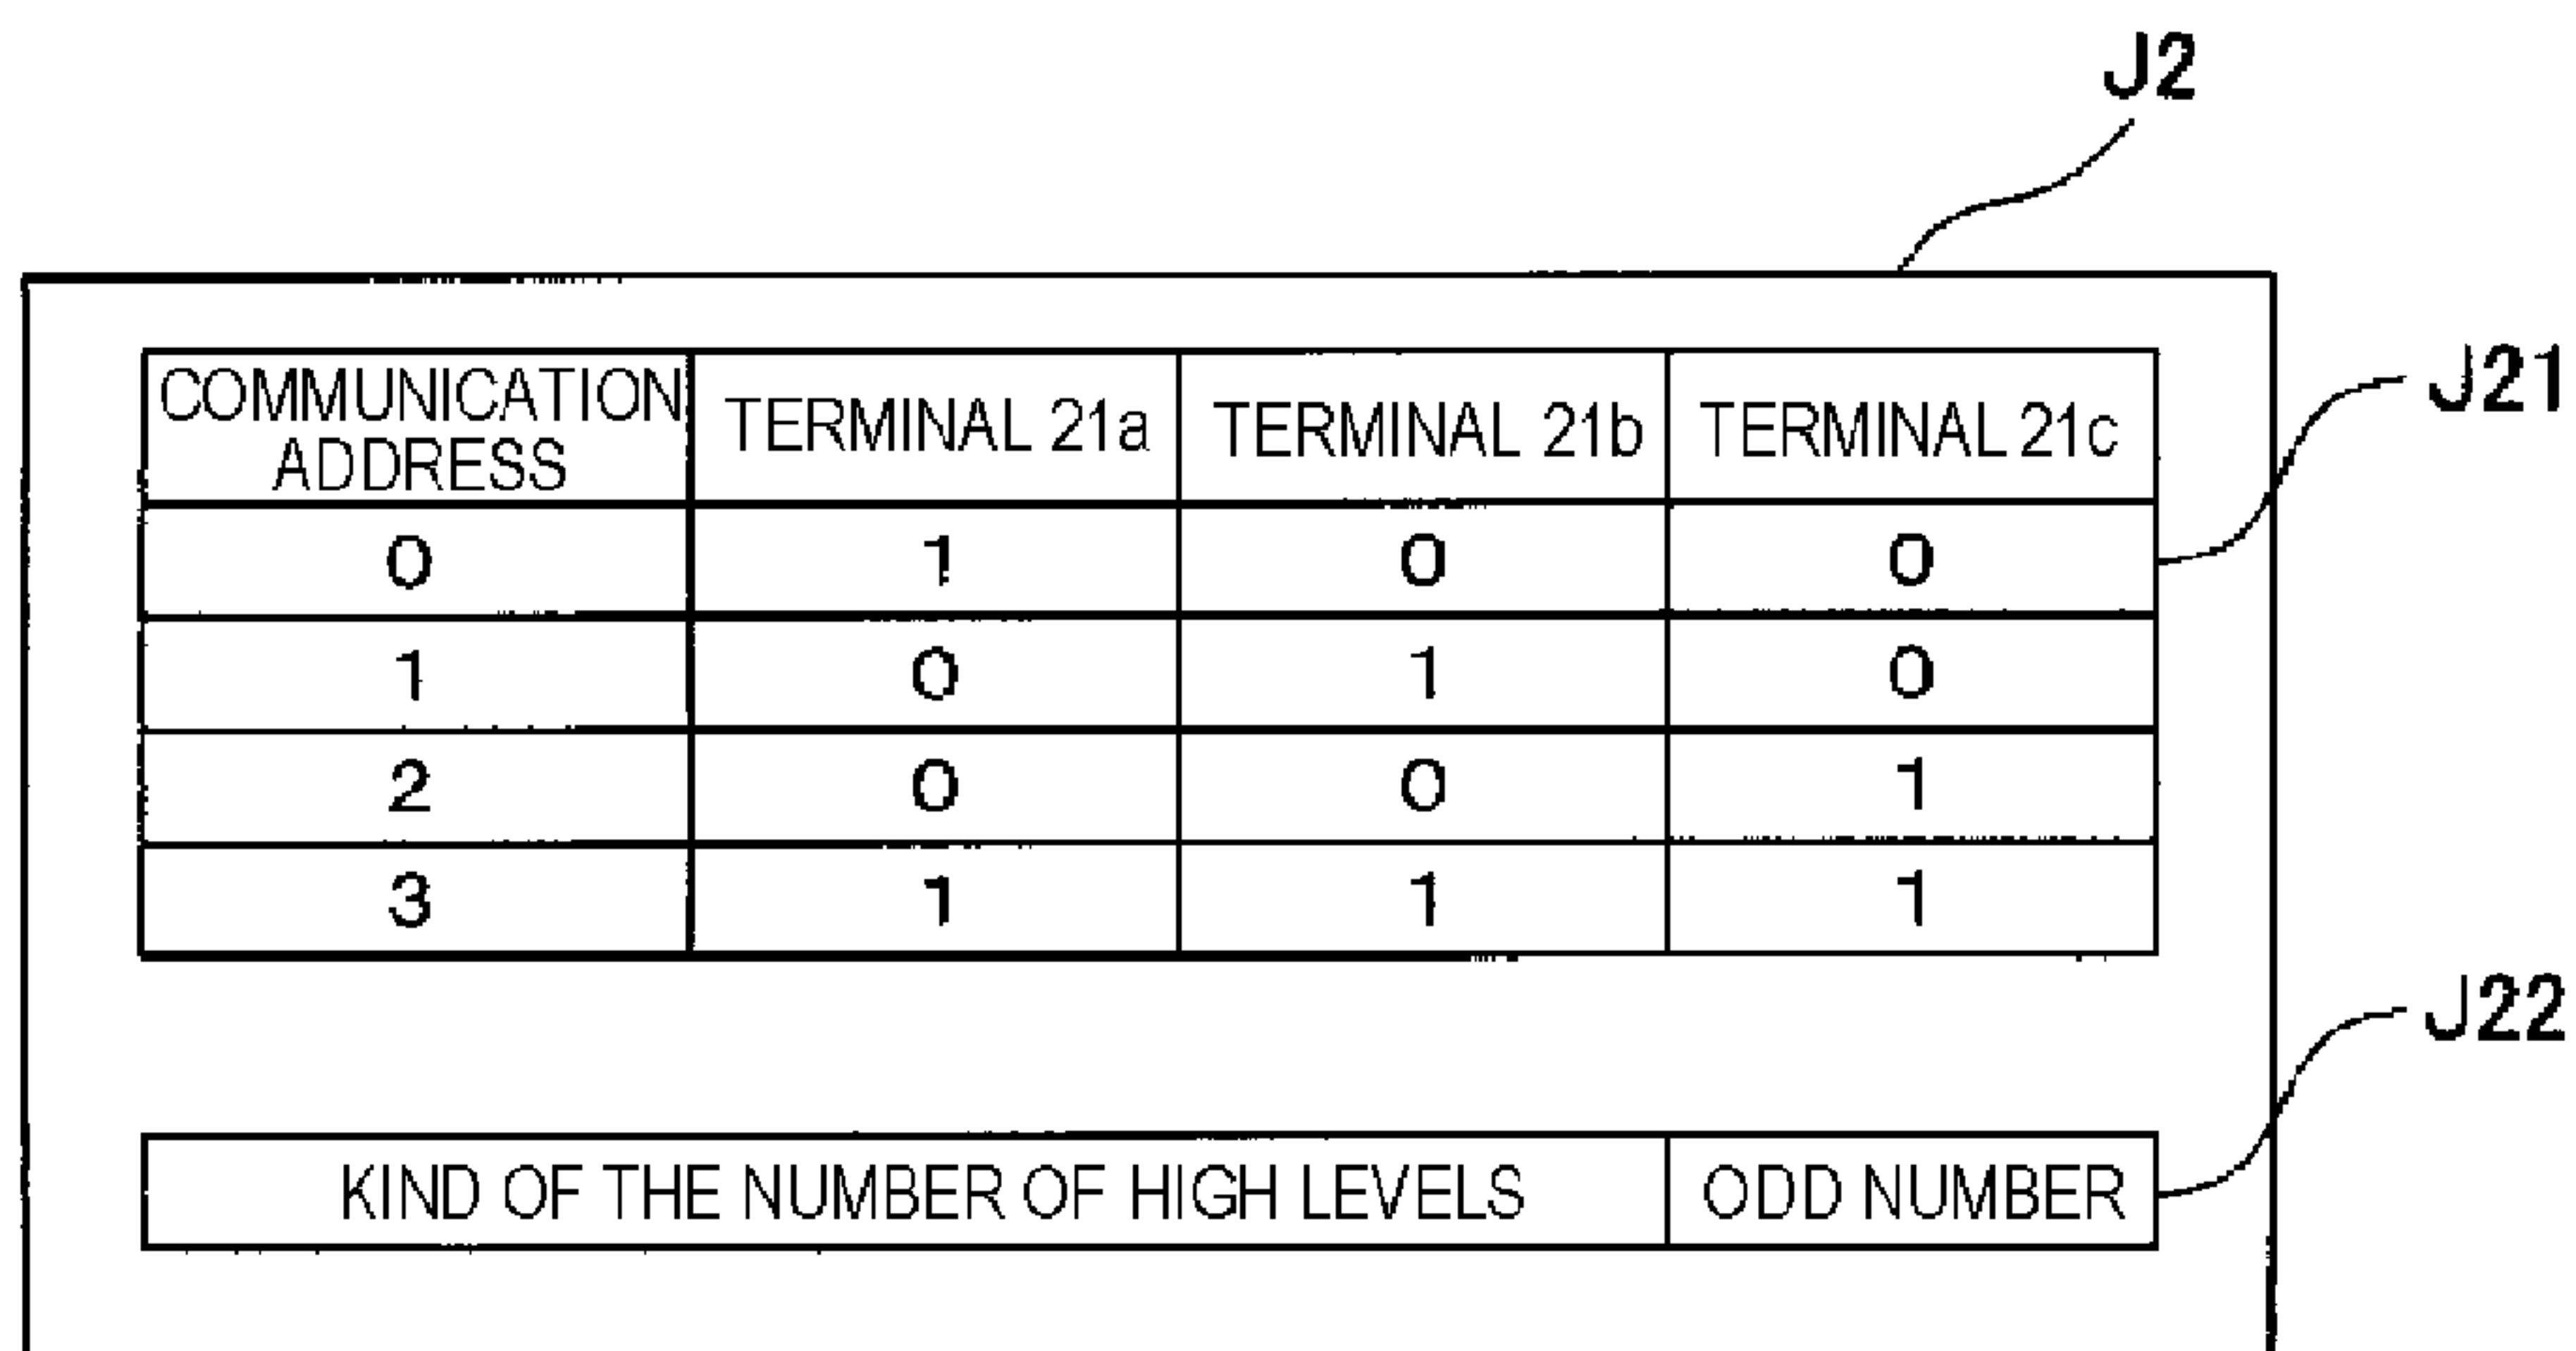 J2
J21
COMMUNICATION ADDRESS TERMINAL 21a TERMINAL 21b TERMINAL 21c
0 1 0 0
1 0 1 0
2 0 0 1
3 1 1 1
J22
KIND OF THE NUMBER OF HIGH LEVELS ODD NUMBER